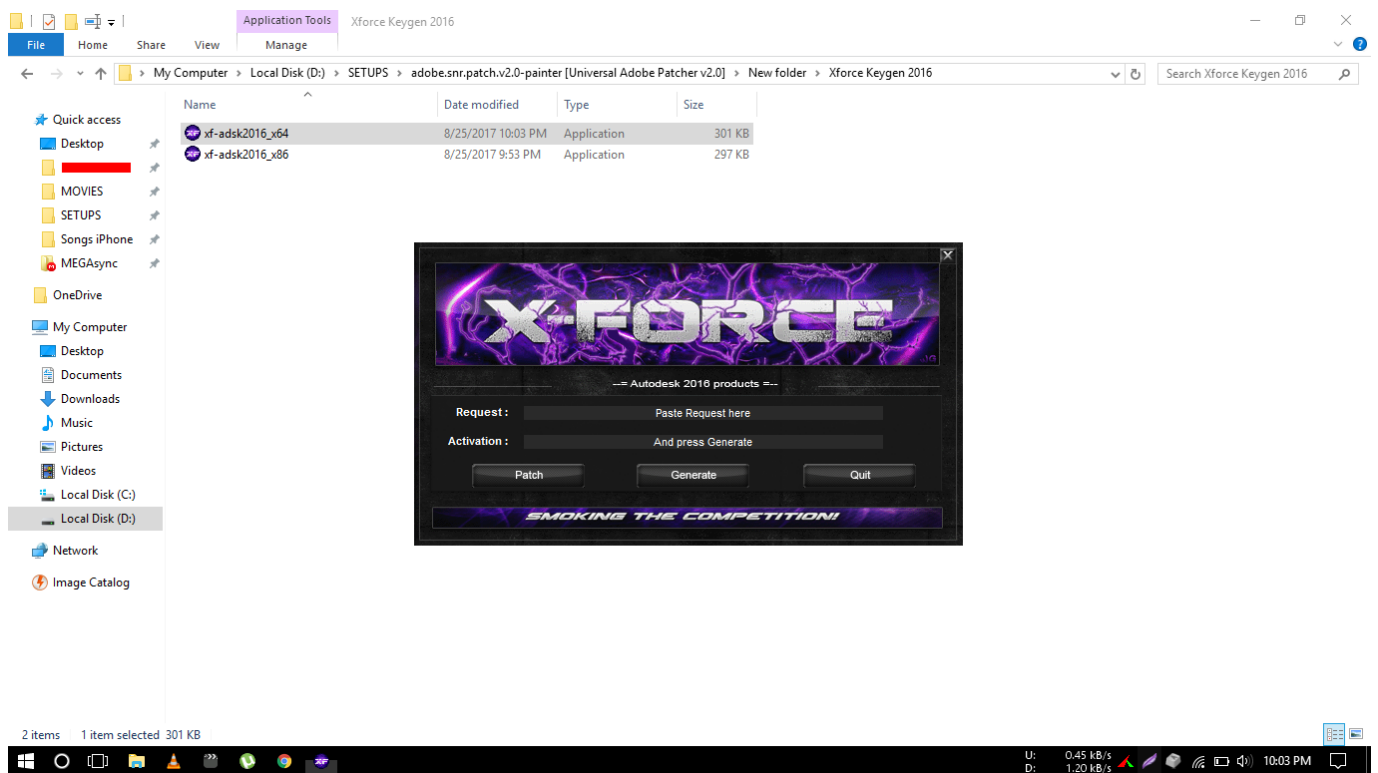 Application Tools Xforce Keygen 2016
File Home Share View Manage
My Computer > Local Disk (D:) > SETUPS > adobe.snr.patch.v2.0-painter [Universal Adobe Patcher v2.0] > New folder > Xforce Keygen 2016
Search Xforce Keygen 2016
Name Date modified Type Size
xf-adsk2016_x64 8/25/2017 10:03 PM Application 301 KB
xf-adsk2016_x86 8/25/2017 9:53 PM Application 297 KB
Quick access
Desktop
MOVIES
SETUPS
Songs iPhone
MEGAsync
OneDrive
My Computer
Desktop
Documents
Downloads
Music
Pictures
Videos
Local Disk (C:)
Local Disk (D:)
Network
Image Catalog
X-FORCE
JG
--= Autodesk 2016 products =--
Request : Paste Request here
Activation : And press Generate
Patch Generate Quit
SMOKING THE COMPETITION!
2 items 1 item selected 301 KB
U: 0.45 kB/s
D: 1.20 kB/s
10:03 PM